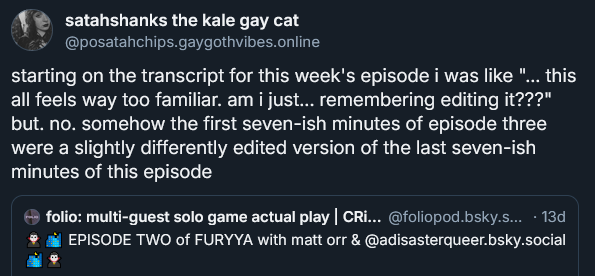 satahshanks the kale gay cat
@posatahchips.gaygothvibes.online
starting on the transcript for this week's episode i was like "... this
all feels way too familiar. am i just... remembering editing it???"
but. no. somehow the first seven-ish minutes of episode three
were a slightly differently edited version of the last seven-ish
minutes of this episode
folio: multi-guest solo game actual play | CRi... @foliopod.bsky.s... · 13d
🧛🏻 🌃 EPISODE TWO of FURYYA with matt orr & @adisasterqueer.bsky.social
🌃 🧛🏻